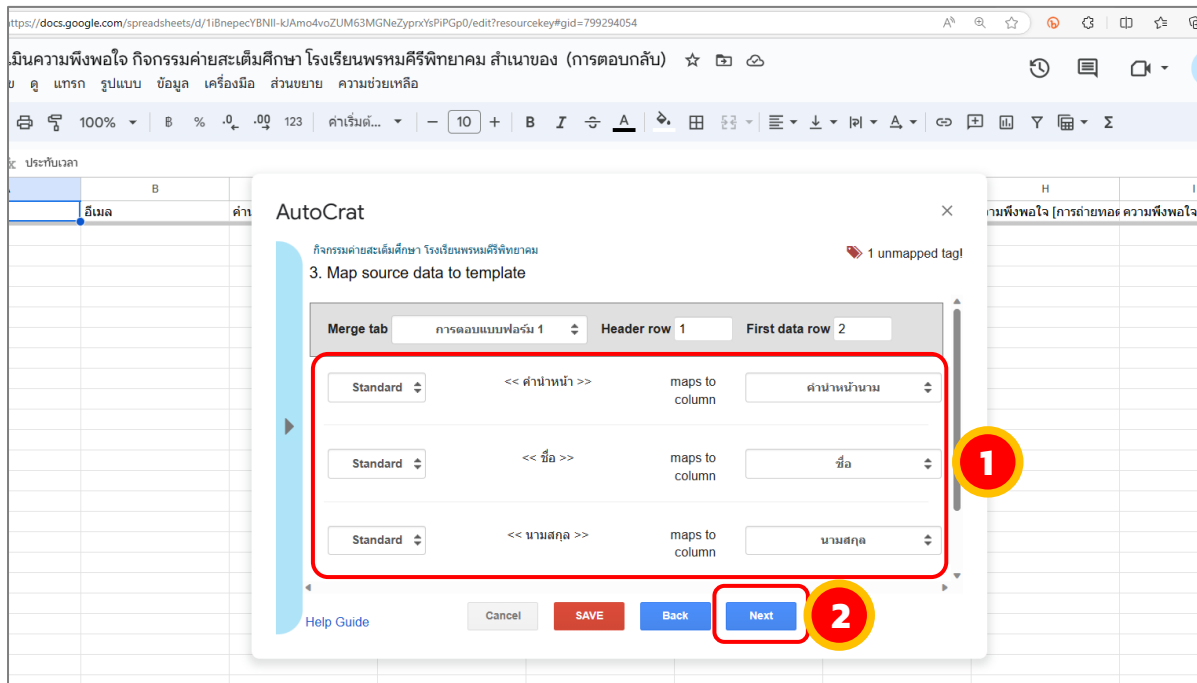 ttps://docs.google.com/spreadsheets/d/1iBnepecYBNIl-kJAmo4voZUM63MGNeZyprxYsPiPGp0/edit?resourcekey#gid=799294054
เมินความพึงพอใจ กิจกรรมค่ายสะเต็มศึกษา โรงเรียนพรหมคีรีพิทยาคม สำเนาของ (การตอบกลับ)
ข ดู แทรก รูปแบบ ข้อมูล เครื่องมือ ส่วนขยาย ความช่วยเหลือ
100% ฿ % .0 .00 123 ค่าเริ่มต้... 10 B I A
ประทับเวลา
B H I
อีเมล คำน ามพึงพอใจ [การถ่ายทอด ความพึงพอใจ
AutoCrat
กิจกรรมค่ายสะเต็มศึกษา โรงเรียนพรหมคีรีพิทยาคม
1 unmapped tag!
3. Map source data to template
Merge tab การตอบแบบฟอร์ม 1 Header row 1 First data row 2
Standard << คำนำหน้า >> maps to column คำนำหน้านาม
Standard << ชื่อ >> maps to column ชื่อ
1
Standard << นามสกุล >> maps to column นามสกุล
Help Guide Cancel SAVE Back Next 2